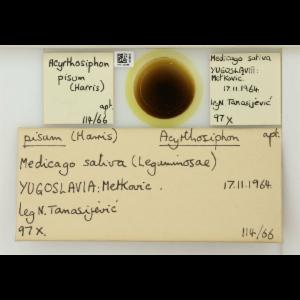 Acyrthosiphon
pisum
(Harris)
apt.
114/66
Medicago sativa
YUGOSLAVIA:
Metkovic.
17.11.1964.
leg N. Tanasijević
97 x.
pisum (Harris) Acyrthosiphon apt.
Medicago sativa (Leguminosae)
YUGOSLAVIA: Metkovic. 17.11.1964.
leg N. Tanasijević
97x. 114/66